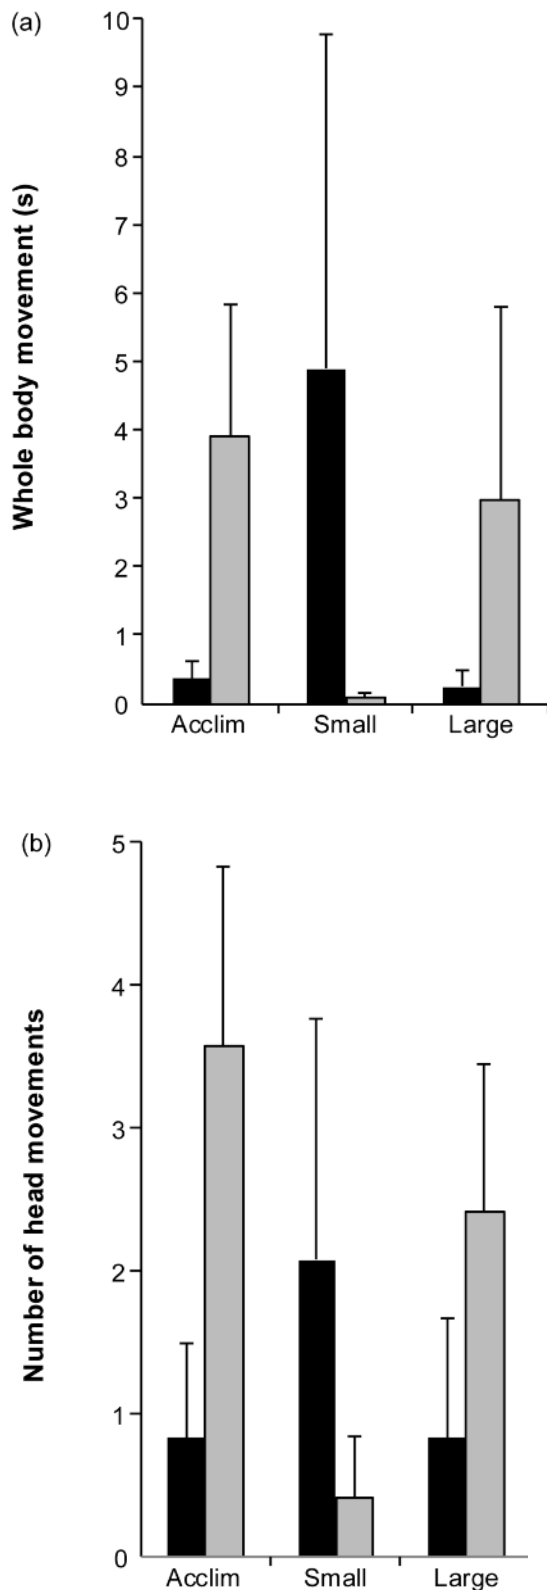 (a)
Whole body movement (s)
10
9
8
7
6
5
4
3
2
1
0
Acclim Small Large
(b)
Number of head movements
5
4
3
2
1
0
Acclim Small Large